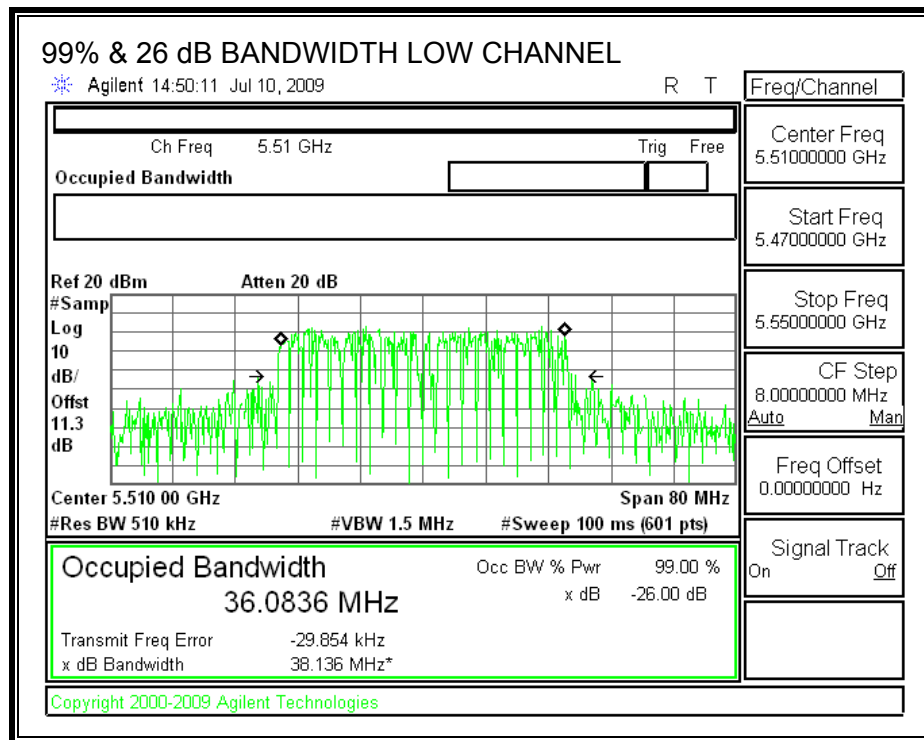 99% & 26 dB BANDWIDTH LOW CHANNEL
Agilent 14:50:11 Jul 10, 2009
R T
Freq/Channel
Ch Freq 5.51 GHz
Trig Free
Occupied Bandwidth
Center Freq
5.51000000 GHz
Start Freq
5.47000000 GHz
Stop Freq
5.55000000 GHz
CF Step
8.00000000 MHz
Auto Man
Freq Offset
0.00000000 Hz
Signal Track
On Off
Ref 20 dBm Atten 20 dB
#Samp
Log
10
dB/
Offst
11.3
dB
Center 5.510 00 GHz Span 80 MHz
#Res BW 510 kHz #VBW 1.5 MHz #Sweep 100 ms (601 pts)
Occupied Bandwidth
36.0836 MHz
Occ BW % Pwr 99.00 %
x dB -26.00 dB
Transmit Freq Error -29.854 kHz
x dB Bandwidth 38.136 MHz*
Copyright 2000-2009 Agilent Technologies